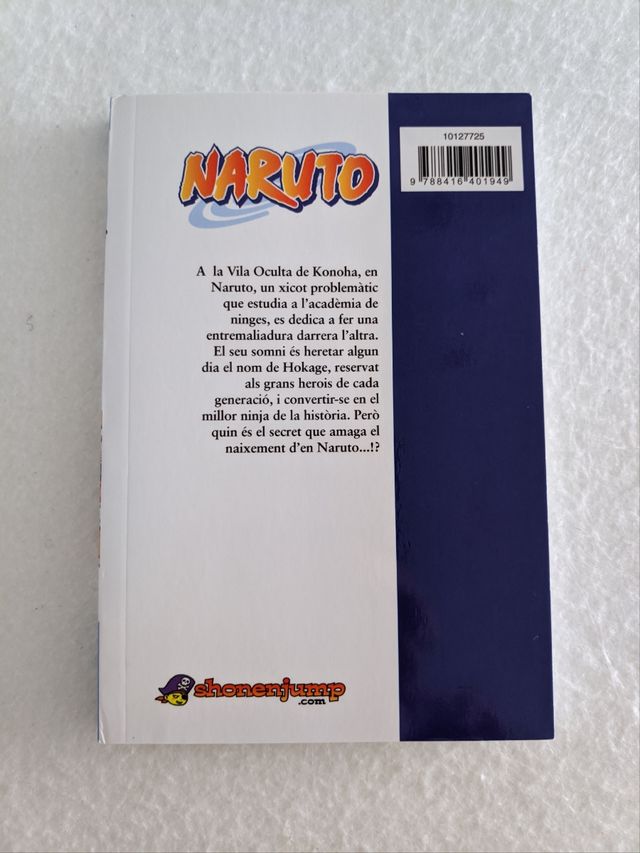 10127725
9 788416 401949
NARUTO
A la Vila Oculta de Konoha, en
Naruto, un xicot problemàtic
que estudia a l'acadèmia de
ninges, es dedica a fer una
entremaliadura darrera l'altra.
El seu somni és heretar algun
dia el nom de Hokage, reservat
als grans herois de cada
generació, i convertir-se en el
millor ninja de la història. Però
quin és el secret que amaga el
naixement d'en Naruto...!?
shonenjump
.com